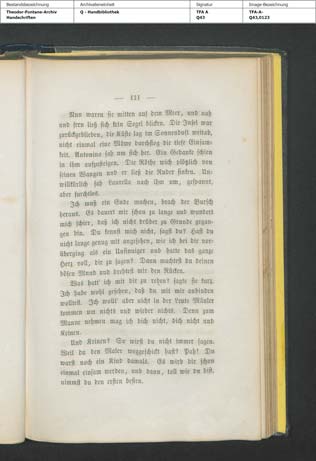 Bestandsbezeichnung
Archivalieneinheit
Signatur
Image-Bezeichnung
Theodor-Fontane-Archiv
Handschriften
Q - Handbibliothek
TFA A
Q43
TFA-A-
Q43,0123
— 111 —
Nun waren sie mitten auf dem Meer, und nah
und fern ließ sich kein Segel blicken. Die Insel war
zurückgeblieben, die Küste lag im Sonnenduft weitab,
nicht einmal eine Möwe durchflog die tiefe Einsam-
keit. Antonino sah um sich her. Ein Gedanke schien
in ihm aufzusteigen. Die Röthe wich plötzlich von
seinen Wangen und er ließ die Ruder sinken. Un-
willkürlich sah Laurella nach ihm um, gespannt,
aber furchtlos.
Ich muß ein Ende machen, brach der Bursch
heraus. Es dauert mir schon zu lange und wundert
mich schier, daß ich nicht drüber zu Grunde gegan-
gen bin. Du kennst mich nicht, sagst du? Hast du
nicht lange genug mit angesehen, wie ich bei dir vor-
überging als ein Unsinniger und hatte das ganze
Herz voll, dir zu sagen? Dann machtest du deinen
bösen Mund und drehtest mir den Rücken.
Was hatt' ich mit dir zu reden? sagte sie kurz.
Ich habe wohl gesehen, daß du mit mir anbinden
wolltest. Ich wollt' aber nicht in der Leute Mäuler
kommen um nichts und wieder nichts. Denn zum
Manne nehmen mag ich dich nicht, dich nicht und
Keinen.
Und Keinen? So wirst du nicht immer sagen.
Weil du den Maler weggeschickt hast? Pah! Du
warst noch ein Kind damals. Es wird dir schon
einmal einsam werden, und dann, toll wie du bist,
nimmst du den ersten besten.